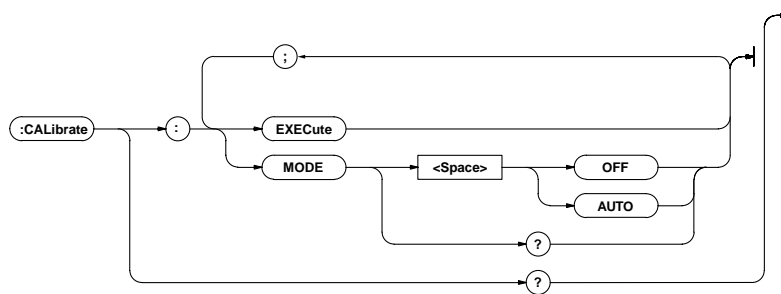 ;
:CALibrate
:
EXECute
MODE
<Space>
OFF
AUTO
?
?